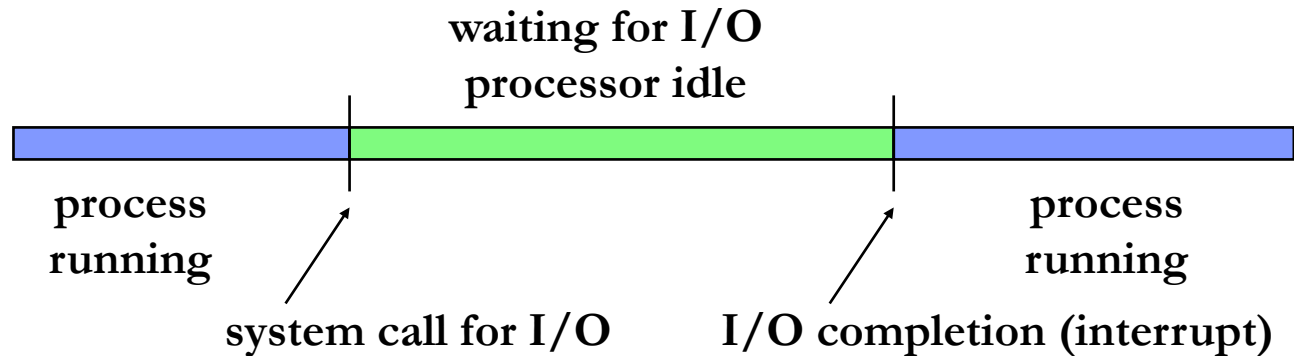 waiting for I/O
processor idle
process
running
process
running
system call for I/O
I/O completion (interrupt)